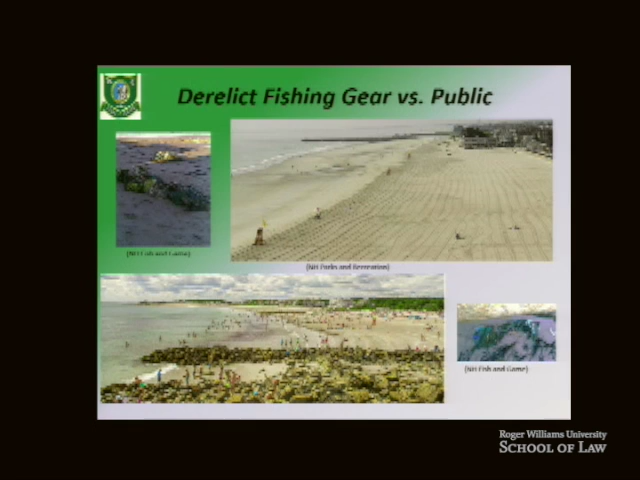 Derelict Fishing Gear vs. Public
(NH Fish and Game)
(NH Parks and Recreation)
(NH Fish and Game)
Roger Williams University
SCHOOL OF LAW